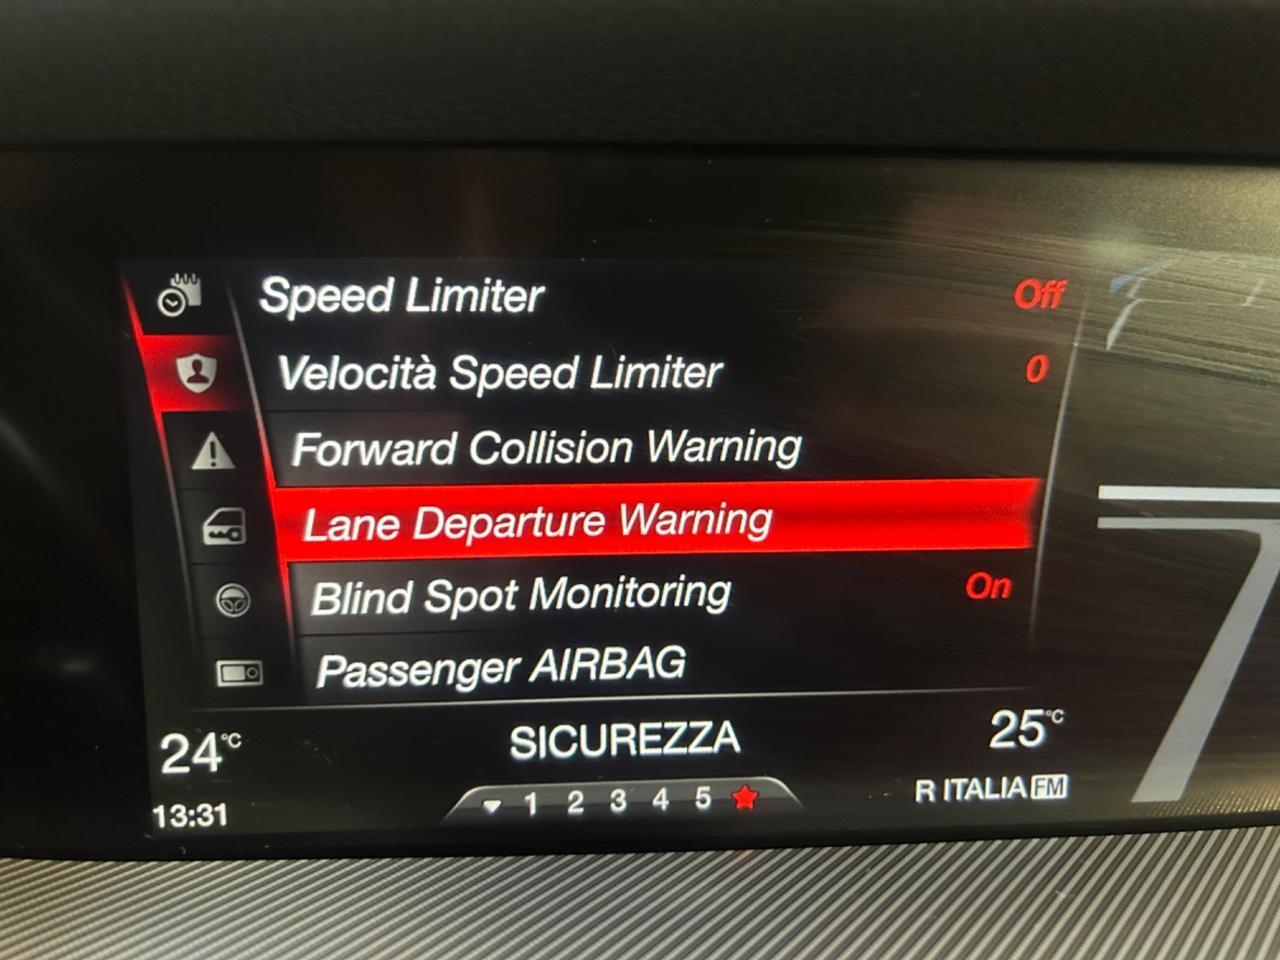 Speed Limiter Off
Velocità Speed Limiter 0
Forward Collision Warning
Lane Departure Warning
Blind Spot Monitoring On
Passenger AIRBAG
24°C SICUREZZA 25°C
13:31 1 2 3 4 5 R ITALIA FM
7